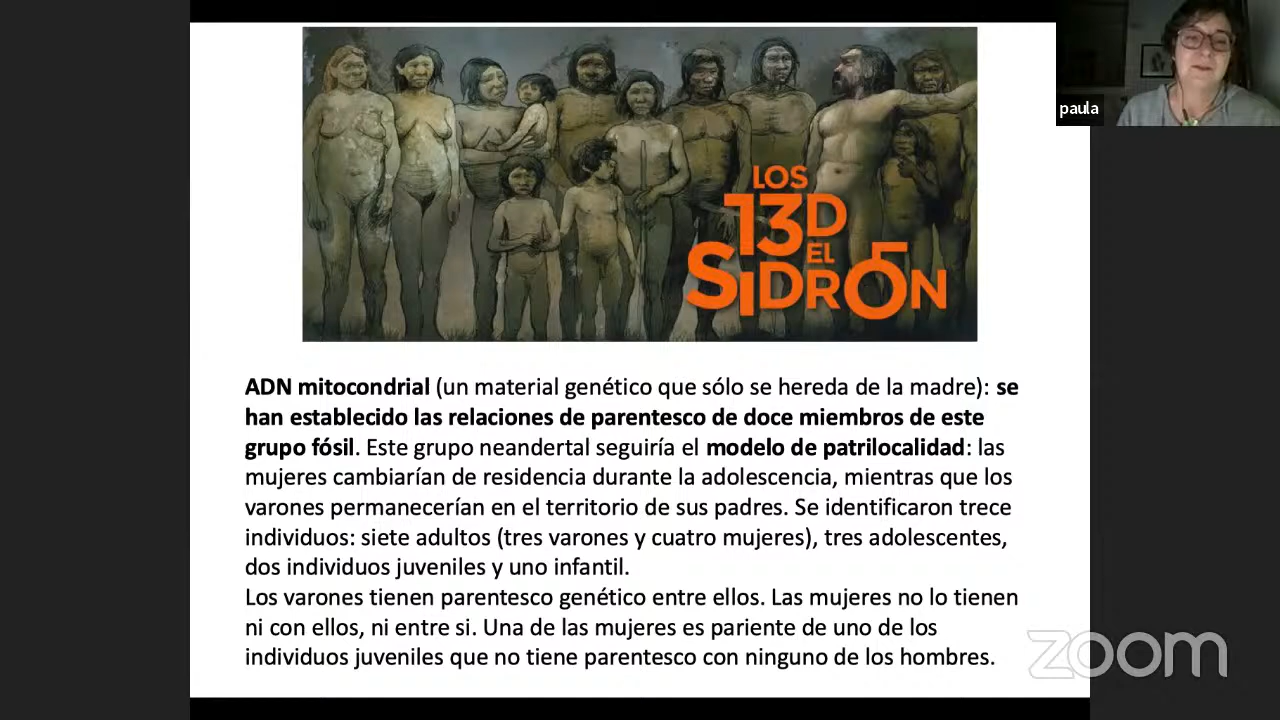 paula
LOS
13 D
EL
SIDRÓN
ADN mitocondrial (un material genético que sólo se hereda de la madre): se
han establecido las relaciones de parentesco de doce miembros de este
grupo fósil. Este grupo neandertal seguiría el modelo de patrilocalidad: las
mujeres cambiarían de residencia durante la adolescencia, mientras que los
varones permanecerían en el territorio de sus padres. Se identificaron trece
individuos: siete adultos (tres varones y cuatro mujeres), tres adolescentes,
dos individuos juveniles y uno infantil.
Los varones tienen parentesco genético entre ellos. Las mujeres no lo tienen
ni con ellos, ni entre si. Una de las mujeres es pariente de uno de los
individuos juveniles que no tiene parentesco con ninguno de los hombres.
zoom